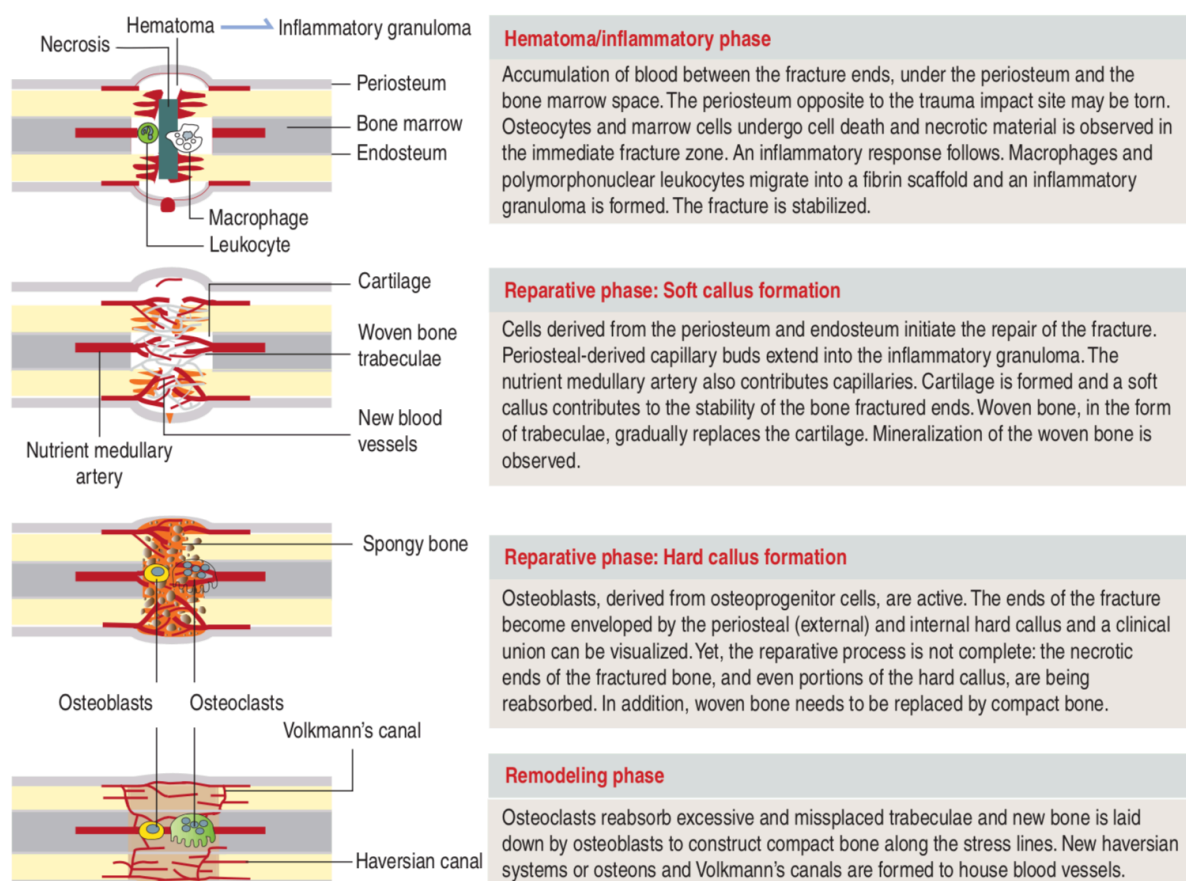 Hematoma
Inflammatory granuloma
Necrosis
Periosteum
Bone marrow
Endosteum
Macrophage
Leukocyte
Hematoma/inflammatory phase
Accumulation of blood between the fracture ends, under the periosteum and the
bone marrow space. The periosteum opposite to the trauma impact site may be torn.
Osteocytes and marrow cells undergo cell death and necrotic material is observed in
the immediate fracture zone. An inflammatory response follows. Macrophages and
polymorphonuclear leukocytes migrate into a fibrin scaffold and an inflammatory
granuloma is formed. The fracture is stabilized.
Cartilage
Woven bone
trabeculae
New blood
vessels
Nutrient medullary
artery
Reparative phase: Soft callus formation
Cells derived from the periosteum and endosteum initiate the repair of the fracture.
Periosteal-derived capillary buds extend into the inflammatory granuloma. The
nutrient medullary artery also contributes capillaries. Cartilage is formed and a soft
callus contributes to the stability of the bone fractured ends. Woven bone, in the form
of trabeculae, gradually replaces the cartilage. Mineralization of the woven bone is
observed.
Spongy bone
Osteoblasts
Osteoclasts
Reparative phase: Hard callus formation
Osteoblasts, derived from osteoprogenitor cells, are active. The ends of the fracture
become enveloped by the periosteal (external) and internal hard callus and a clinical
union can be visualized. Yet, the reparative process is not complete: the necrotic
ends of the fractured bone, and even portions of the hard callus, are being
reabsorbed. In addition, woven bone needs to be replaced by compact bone.
Volkmann's canal
Haversian canal
Remodeling phase
Osteoclasts reabsorb excessive and missplaced trabeculae and new bone is laid
down by osteoblasts to construct compact bone along the stress lines. New haversian
systems or osteons and Volkmann's canals are formed to house blood vessels.